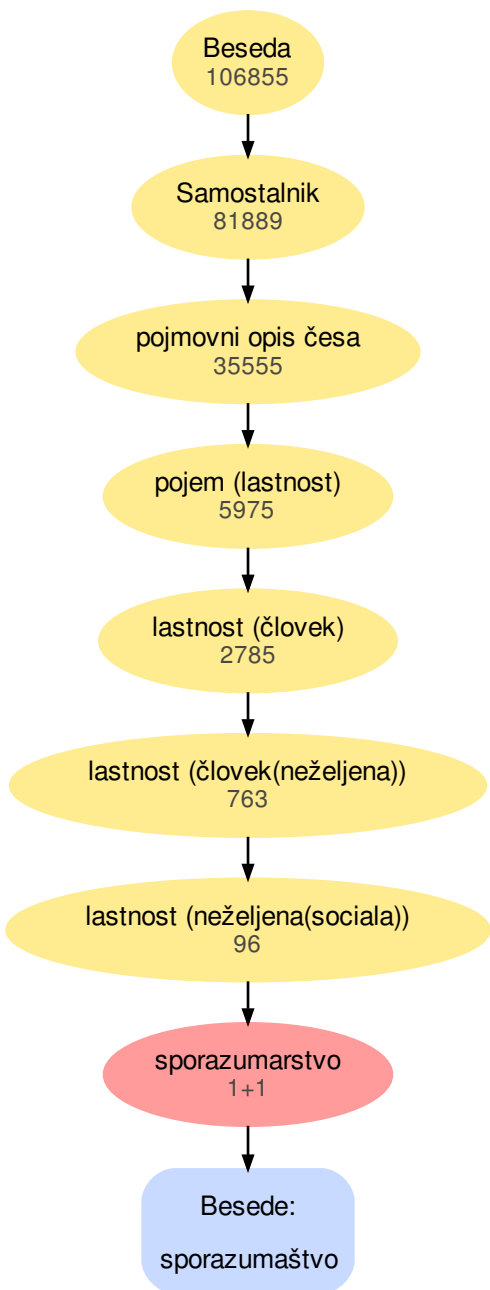 Beseda
106855
Samostalnik
81889
pojmovni opis česa
35555
pojem (lastnost)
5975
lastnost (človek)
2785
lastnost (človek(neželjena))
763
lastnost (neželjena(sociala))
96
sporazumarstvo
1+1
Besede:
sporazumaštvo